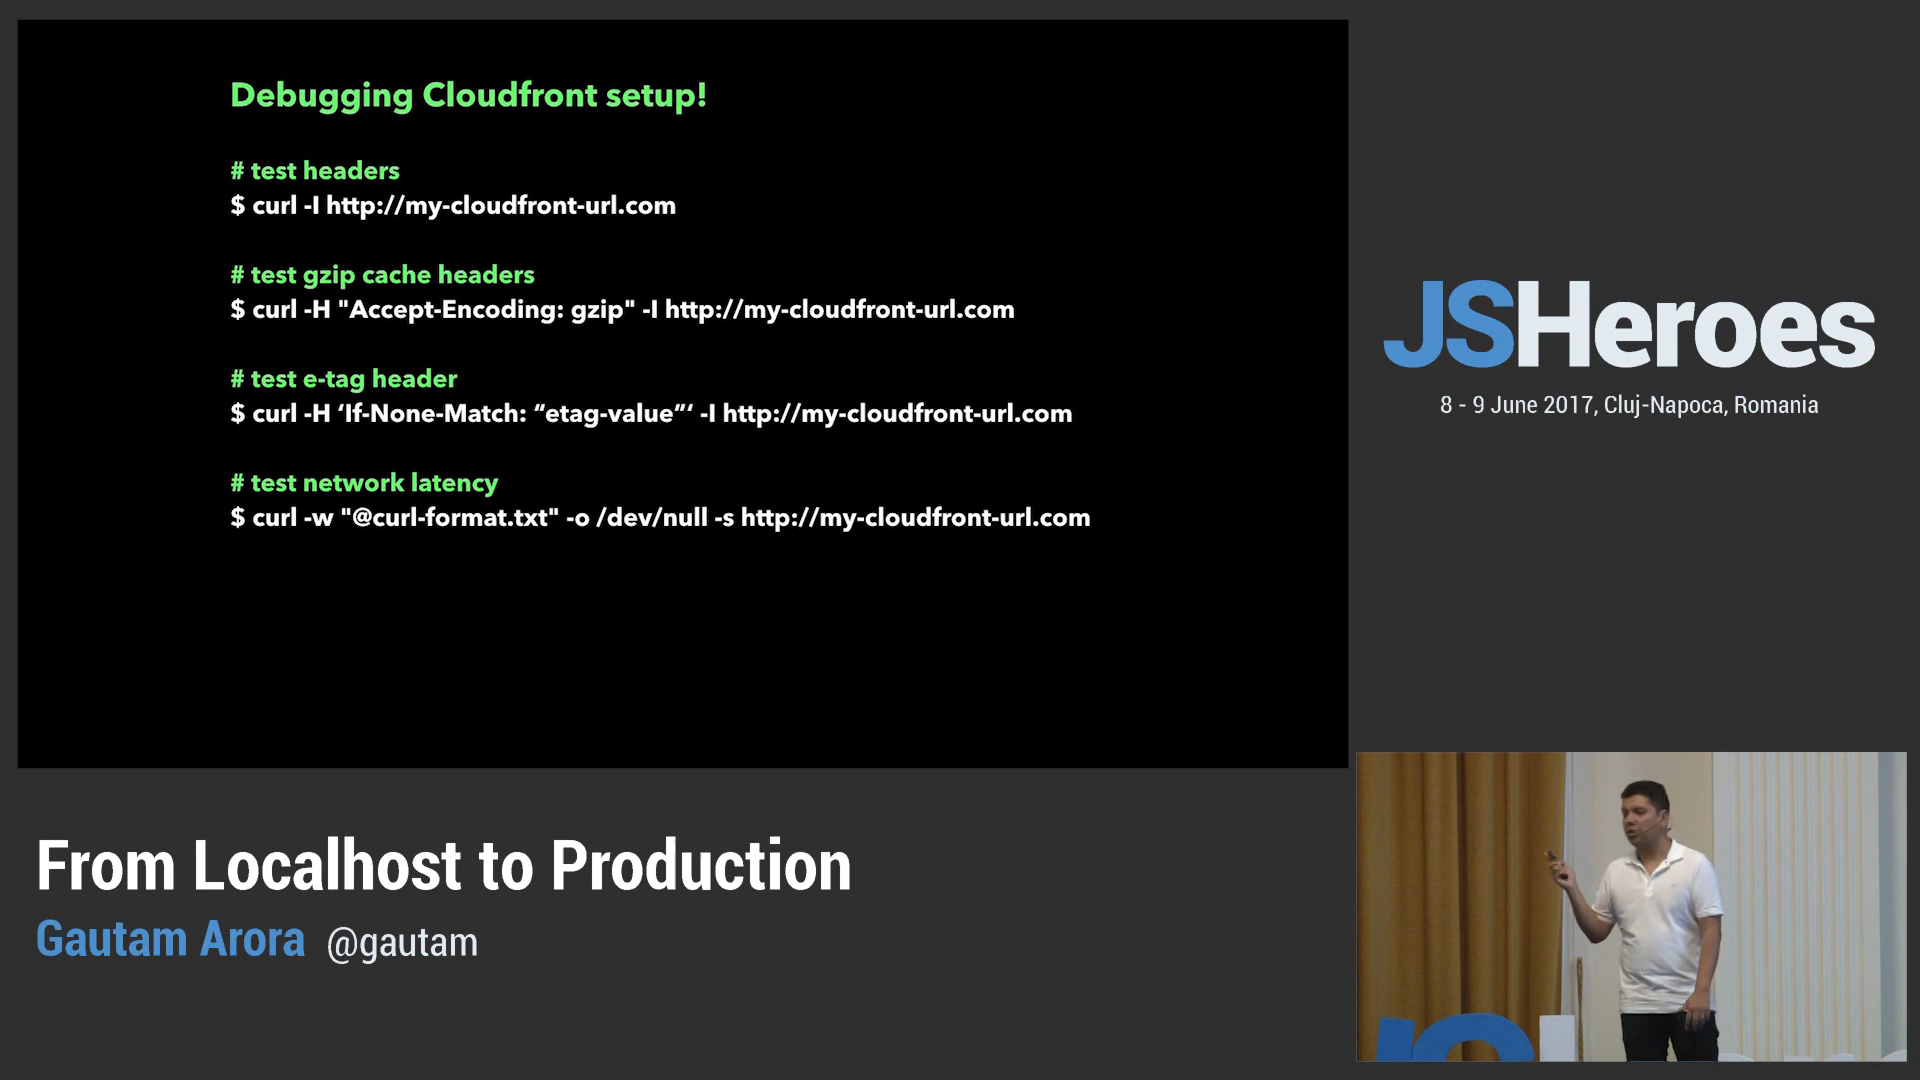 Debugging Cloudfront setup!
# test headers
$ curl -I http://my-cloudfront-url.com
# test gzip cache headers
$ curl -H "Accept-Encoding: gzip" -I http://my-cloudfront-url.com
# test e-tag header
$ curl -H ‘If-None-Match: “etag-value”‘ -I http://my-cloudfront-url.com
# test network latency
$ curl -w "@curl-format.txt" -o /dev/null -s http://my-cloudfront-url.com
JSHeroes
8 - 9 June 2017, Cluj-Napoca, Romania
From Localhost to Production
Gautam Arora @gautam